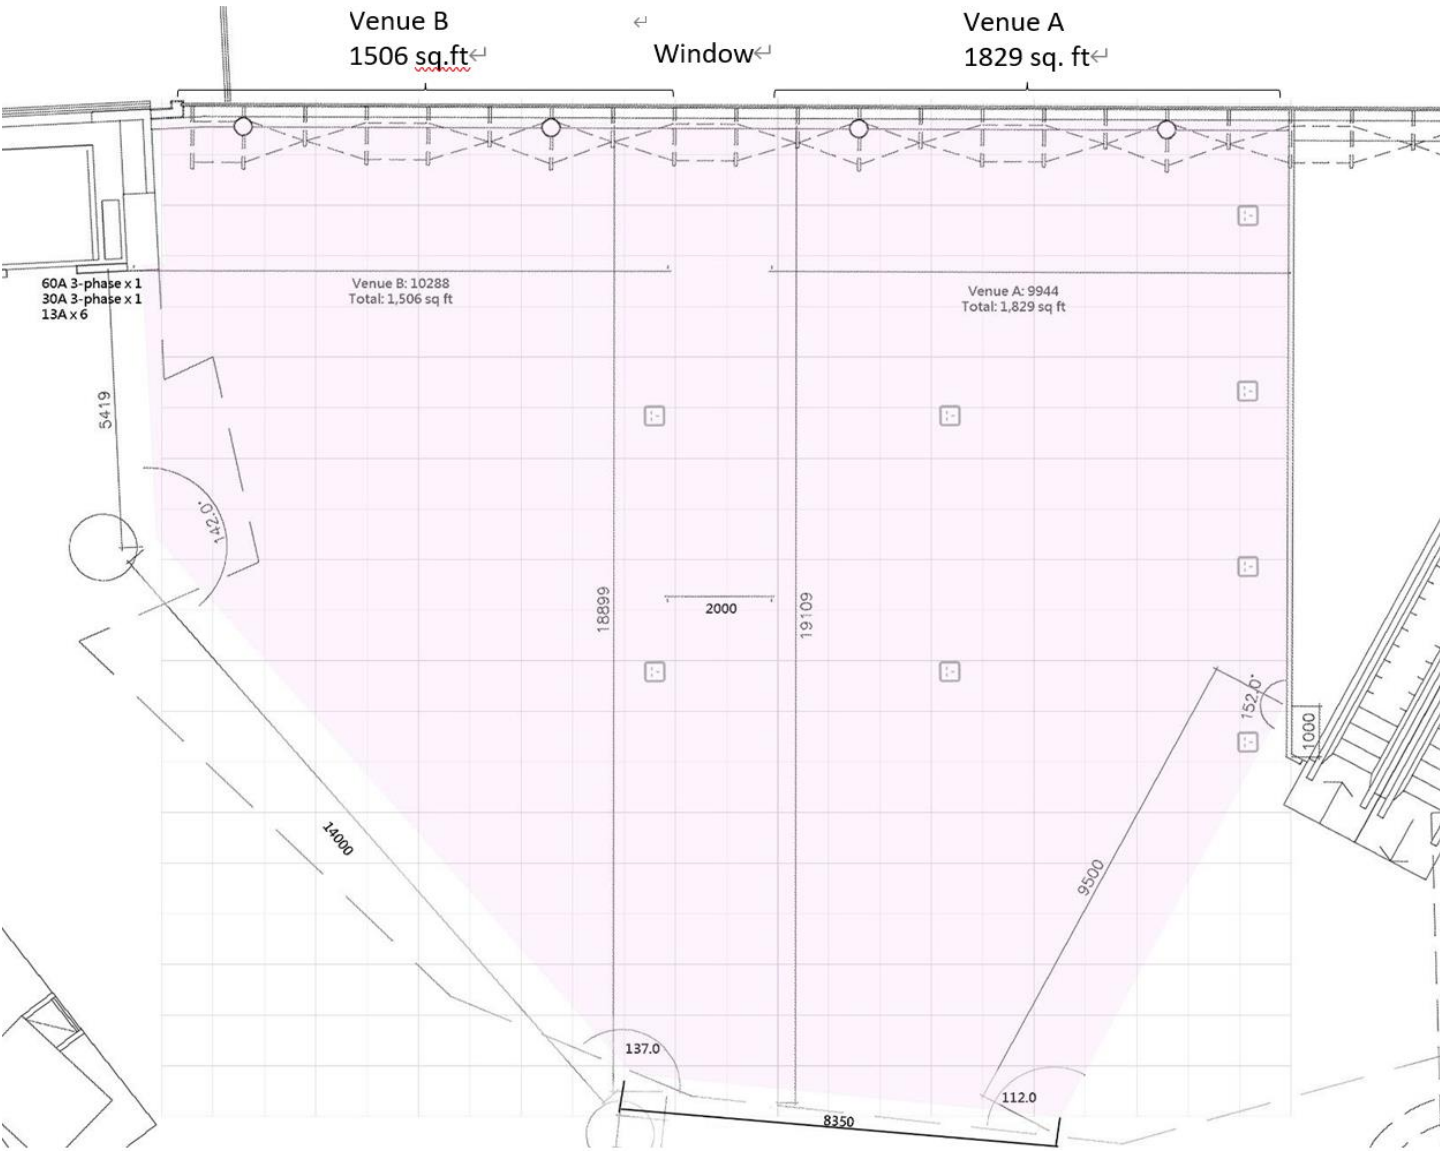 Venue B
1506 sq.ft
Window
Venue A
1829 sq. ft
60A 3-phase x 1
30A 3-phase x 1
13A x 6
Venue B: 10288
Total: 1,506 sq ft
Venue A: 9944
Total: 1,829 sq ft
5419
142.0°
18899
2000
19109
152.0°
1000
14000
9500
137.0
112.0
8350